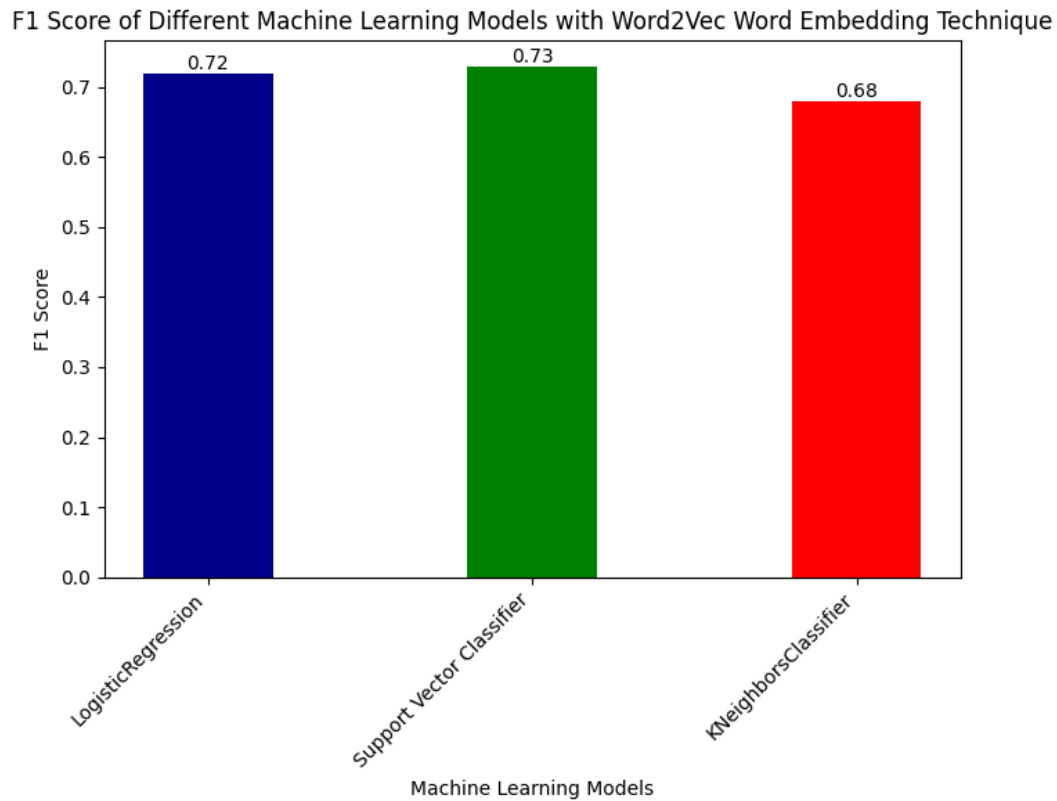 F1 Score of Different Machine Learning Models with Word2Vec Word Embedding Technique
0.72
0.73
0.68
0.7
0.6
0.5
0.4
0.3
0.2
0.1
0.0
F1 Score
LogisticRegression
Support Vector Classifier
KNeighborsClassifier
Machine Learning Models